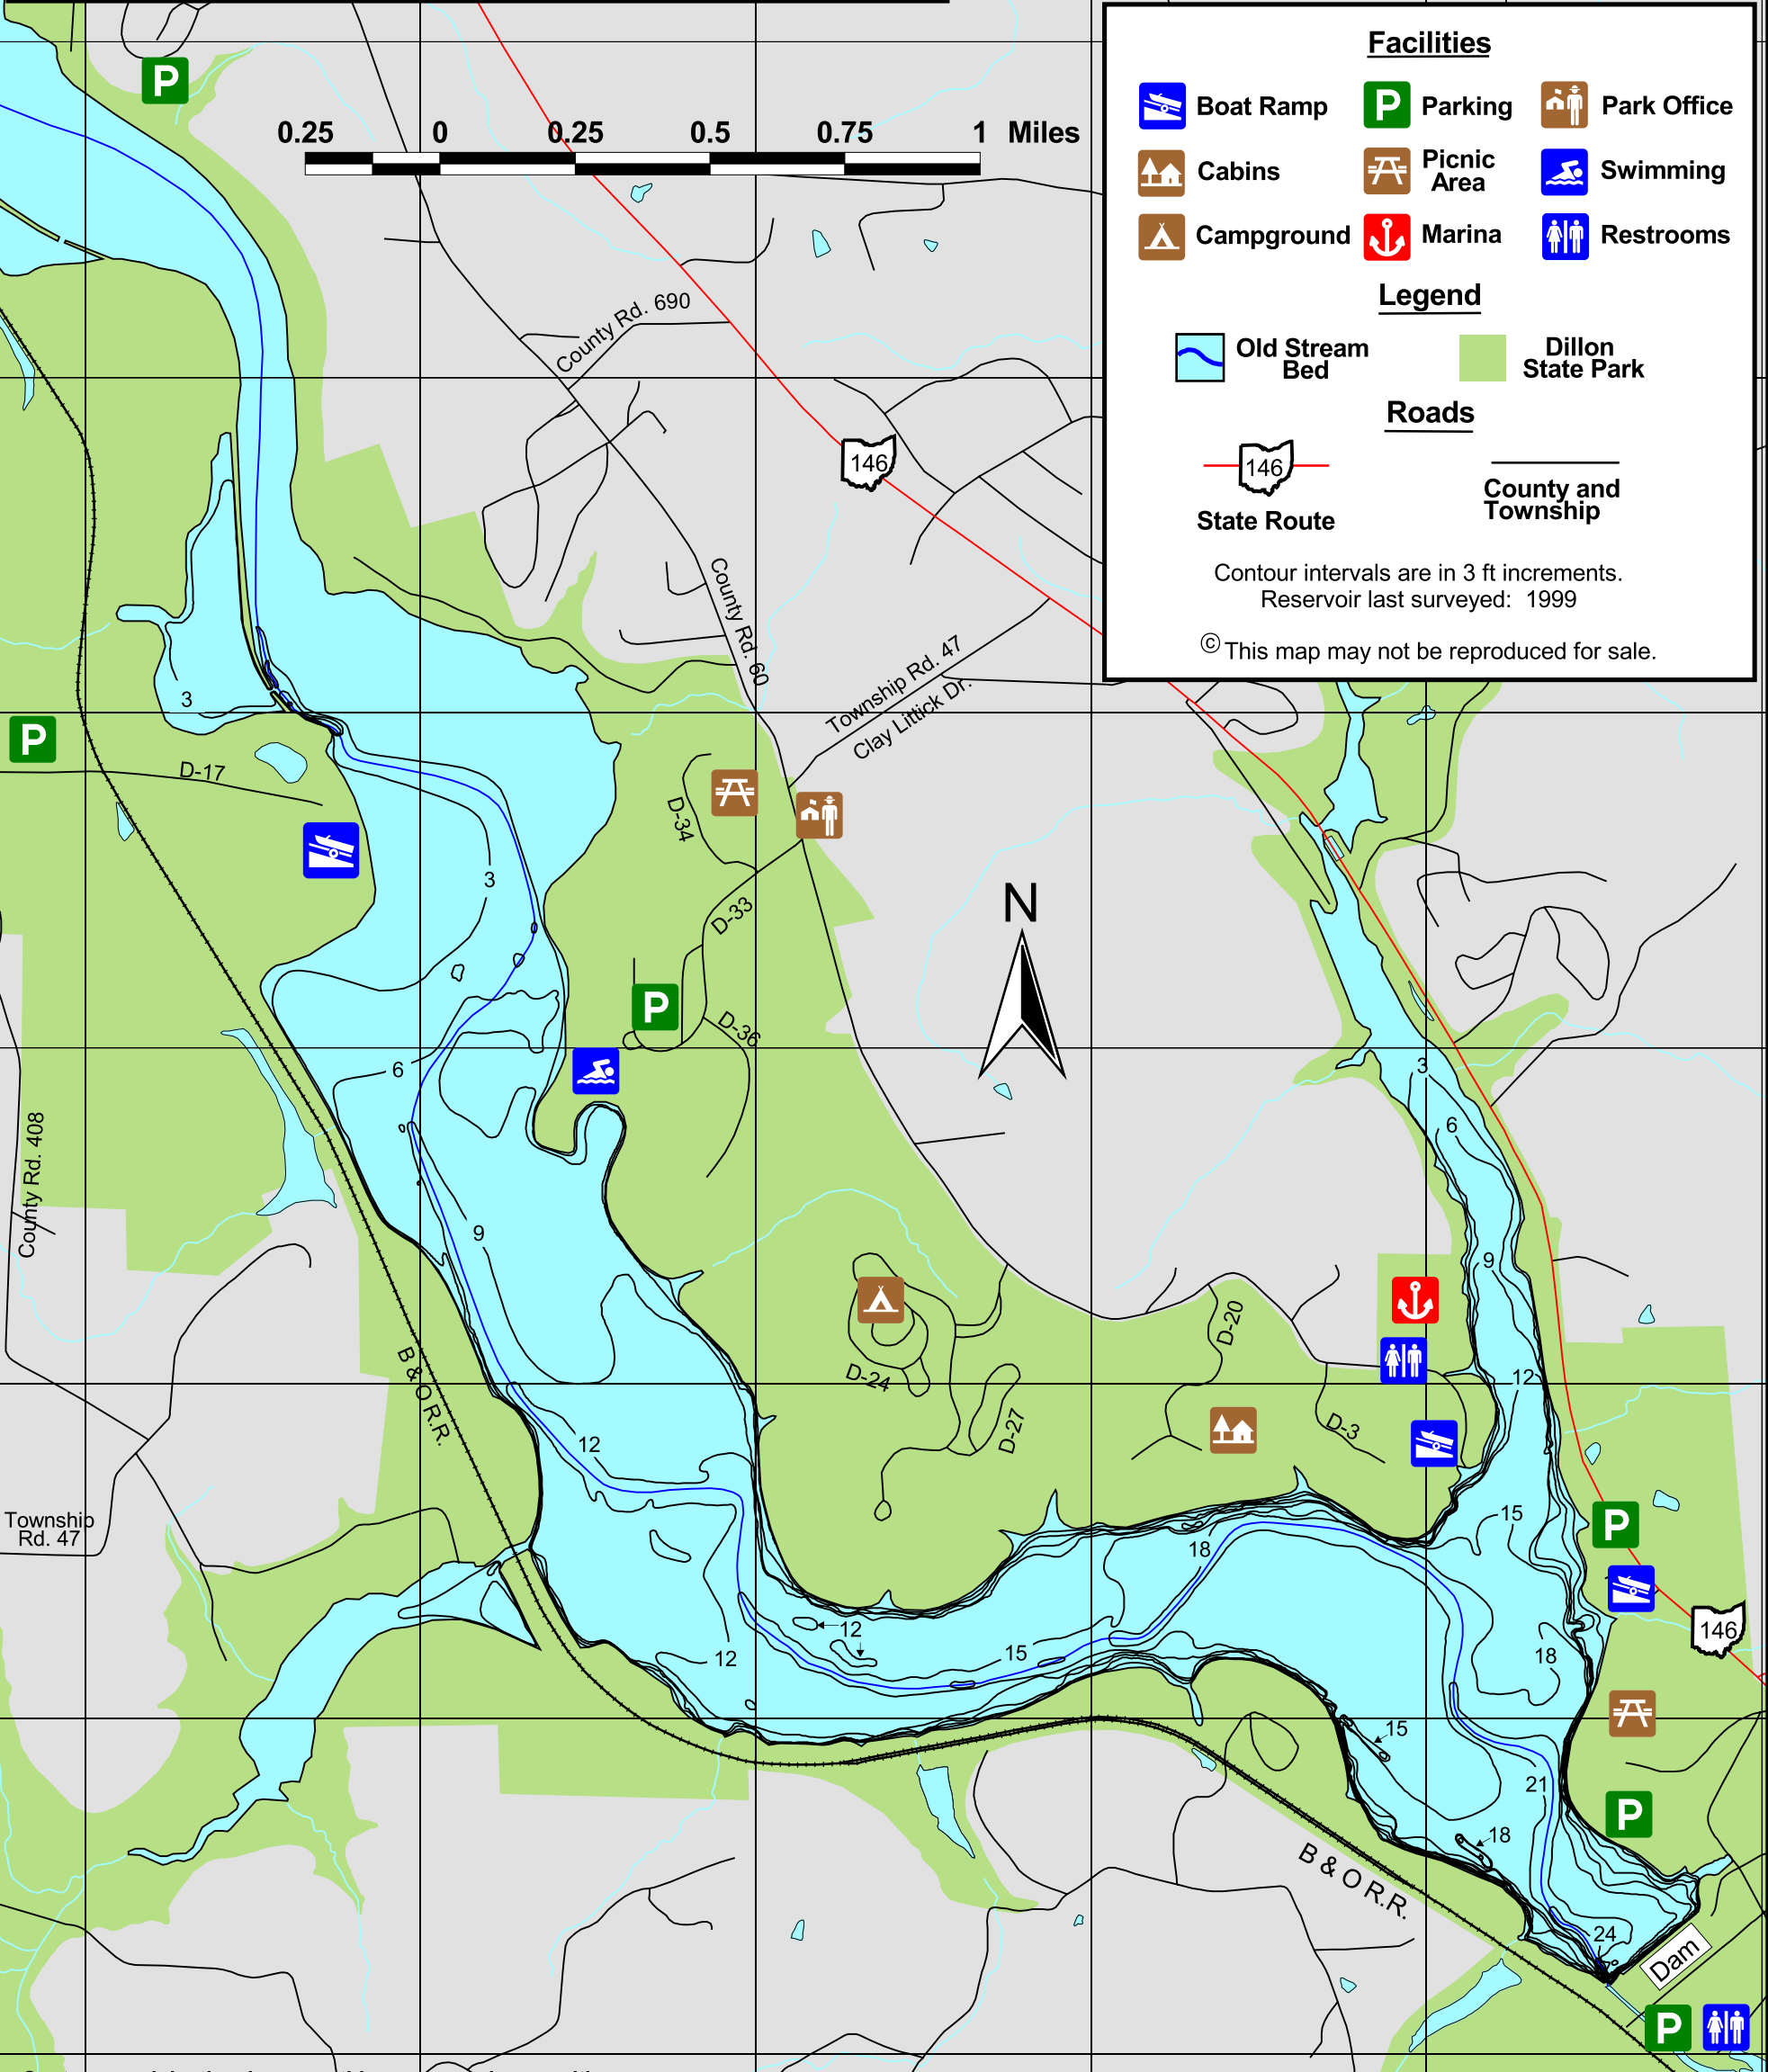 0.25 0 0.25 0.5 0.75 1 Miles
Facilities
Boat Ramp
P Parking
Park Office
Cabins
Picnic
Area
Swimming
Campground
Marina
Restrooms
Legend
Old Stream
Bed
Dillon
State Park
Roads
146
State Route
County and
Township
Contour intervals are in 3 ft increments.
Reservoir last surveyed: 1999
© This map may not be reproduced for sale.
P
County Rd. 690
146
County Rd. 60
Township Rd. 47
Clay Littick Dr.
3
P
D-17
D-34
3
D-33
N
P
D-36
6
3
6
County Rd. 408
9
9
D-20
B & O R.R.
D-24
12
D-27
D-3
12
Township
Rd. 47
15
P
18
12
12
15
18
146
15
21
P
18
B & O R.R.
24
Dam
P